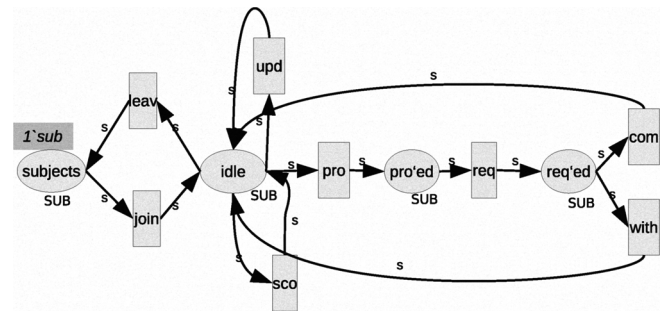 s
upd
s
s
leav
s
s
1`sub
s
com
subjects
idle
s
pro
s
pro'ed
s
req
s
req'ed
s
SUB
s
join
s
SUB
SUB
SUB
s
with
s
s
sco
s